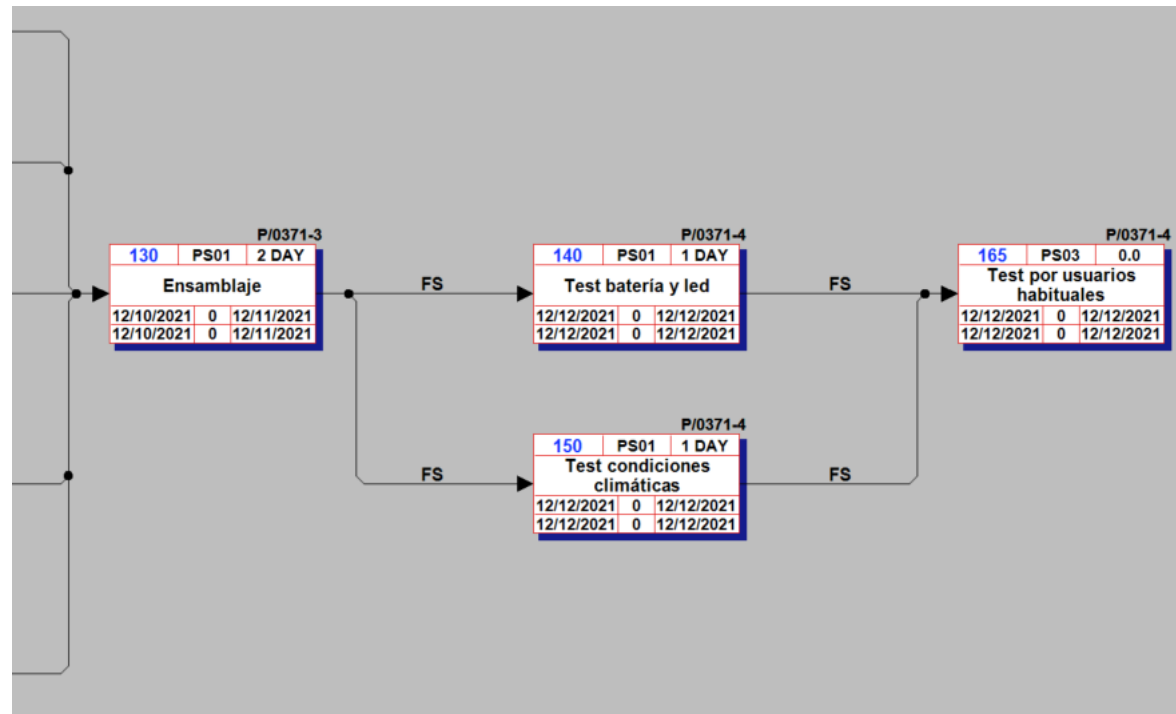 P/0371-3
130 PS01 2 DAY
Ensamblaje
12/10/2021 0 12/11/2021
12/10/2021 0 12/11/2021
FS
P/0371-4
140 PS01 1 DAY
Test batería y led
12/12/2021 0 12/12/2021
12/12/2021 0 12/12/2021
FS
P/0371-4
165 PS03 0.0
Test por usuarios
habituales
12/12/2021 0 12/12/2021
12/12/2021 0 12/12/2021
FS
P/0371-4
150 PS01 1 DAY
Test condiciones
climáticas
12/12/2021 0 12/12/2021
12/12/2021 0 12/12/2021
FS